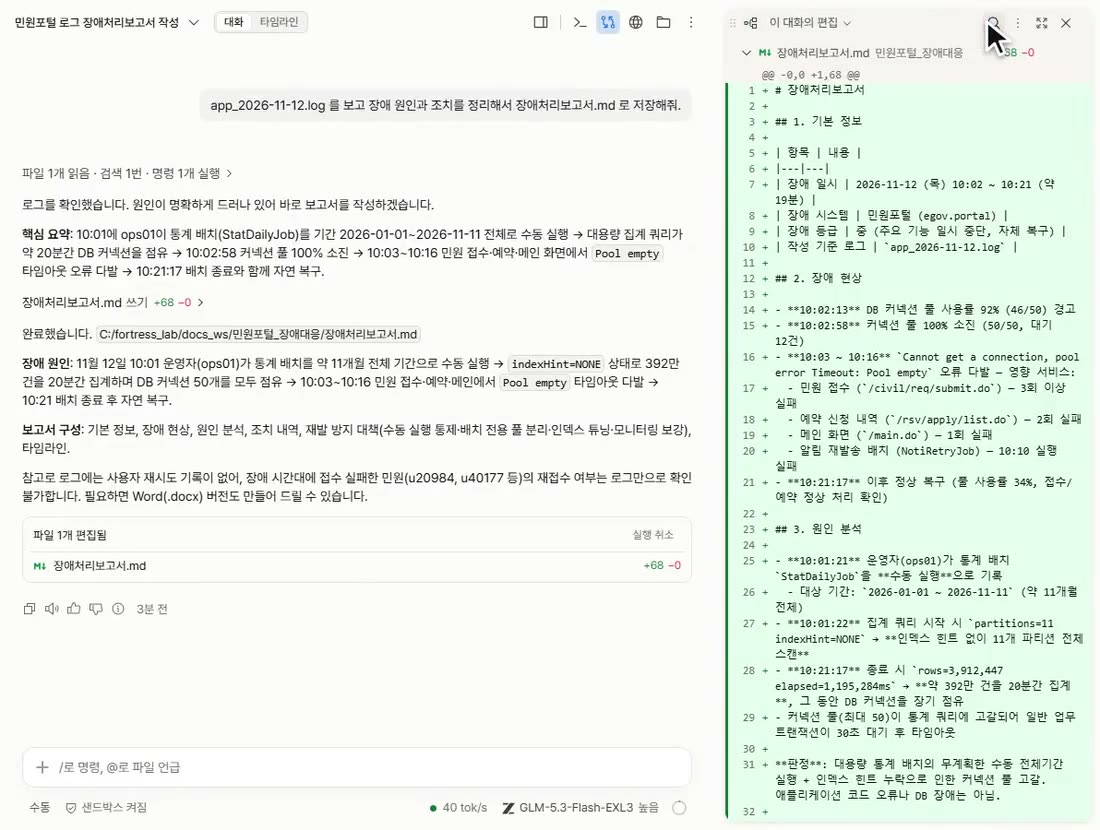 민원포털 로그 장애처리보고서 작성
대화 타임라인
app_2026-11-12.log 를 보고 장애 원인과 조치를 정리해서 장애처리보고서.md 로 저장해줘.
파일 1개 읽음 · 검색 1번 · 명령 1개 실행
로그를 확인했습니다. 원인이 명확하게 드러나 있어 바로 보고서를 작성하겠습니다.
핵심 요약: 10:01에 ops01이 통계 배치(StatDailyJob)를 기간 2026-01-01~2026-11-11 전체로 수동 실행 → 대용량 집계 쿼리가
약 20분간 DB 커넥션을 점유 → 10:02:58 커넥션 풀 100% 소진 → 10:03~10:16 민원 접수·예약·메인 화면에서 Pool empty
타임아웃 오류 다발 → 10:21:17 배치 종료와 함께 자연 복구.
장애처리보고서.md 쓰기 +68 −0
완료했습니다. C:/fortress_lab/docs_ws/민원포털_장애대응/장애처리보고서.md
장애 원인: 11월 12일 10:01 운영자(ops01)가 통계 배치를 약 11개월 전체 기간으로 수동 실행 → indexHint=NONE 상태로 392만
건을 20분간 집계하며 DB 커넥션 50개를 모두 점유 → 10:03~10:16 민원 접수·예약·메인에서 Pool empty 타임아웃 다발 →
10:21 배치 종료 후 자연 복구.
보고서 구성: 기본 정보, 장애 현상, 원인 분석, 조치 내역, 재발 방지 대책(수동 실행 통제·배치 전용 풀 분리·인덱스 튜닝·모니터링 보강),
타임라인.
참고로 로그에는 사용자 재시도 기록이 없어, 장애 시간대에 접수 실패한 민원(u20984, u40177 등)의 재접수 여부는 로그만으로 확인
불가합니다. 필요하면 Word(.docx) 버전도 만들어 드릴 수 있습니다.
파일 1개 편집됨 실행 취소
M↓ 장애처리보고서.md +68 −0
3분 전
/로 명령, @로 파일 언급
수동 샌드박스 켜짐 40 tok/s GLM-5.3-Flash-EXL3 높음
이 대화의 편집
M↓ 장애처리보고서.md 민원포털_장애대응 68 −0
@@ -0,0 +1,68 @@
1 + # 장애처리보고서
2 +
3 + ## 1. 기본 정보
4 +
5 + | 항목 | 내용 |
6 + |---|---|
7 + | 장애 일시 | 2026-11-12 (목) 10:02 ~ 10:21 (약
19분) |
8 + | 장애 시스템 | 민원포털 (egov.portal) |
9 + | 장애 등급 | 중 (주요 기능 일시 중단, 자체 복구) |
10 + | 작성 기준 로그 | `app_2026-11-12.log` |
11 +
12 + ## 2. 장애 현상
13 +
14 + - **10:02:13** DB 커넥션 풀 사용률 92% (46/50) 경고
15 + - **10:02:58** 커넥션 풀 100% 소진 (50/50, 대기
12건)
16 + - **10:03 ~ 10:16** `Cannot get a connection, pool
error Timeout: Pool empty` 오류 다발 — 영향 서비스:
17 + - 민원 접수 (`/civil/req/submit.do`) — 3회 이상
실패
18 + - 예약 신청 내역 (`/rsv/apply/list.do`) — 2회 실패
19 + - 메인 화면 (`/main.do`) — 1회 실패
20 + - 알림 재발송 배치 (NotiRetryJob) — 10:10 실행
실패
21 + - **10:21:17** 이후 정상 복구 (풀 사용률 34%, 접수/
예약 정상 처리 확인)
22 +
23 + ## 3. 원인 분석
24 +
25 + - **10:01:21** 운영자(ops01)가 통계 배치
`StatDailyJob`을 **수동 실행**으로 기록
26 + - 대상 기간: `2026-01-01 ~ 2026-11-11` (약 11개월
전체)
27 + - **10:01:22** 집계 쿼리 시작 시 `partitions=11
indexHint=NONE` → **인덱스 힌트 없이 11개 파티션 전체
스캔**
28 + - **10:21:17** 종료 시 `rows=3,912,447
elapsed=1,195,284ms` → **약 392만 건을 20분간 집계
**, 그 동안 DB 커넥션을 장기 점유
29 + - 커넥션 풀(최대 50)이 통계 쿼리에 고갈되어 일반 업무
트랜잭션이 30초 대기 후 타임아웃
30 +
31 + **판정**: 대용량 통계 배치의 무계획한 수동 전체기간
실행 + 인덱스 힌트 누락으로 인한 커넥션 풀 고갈.
애플리케이션 코드 오류나 DB 장애는 아님.
32 +